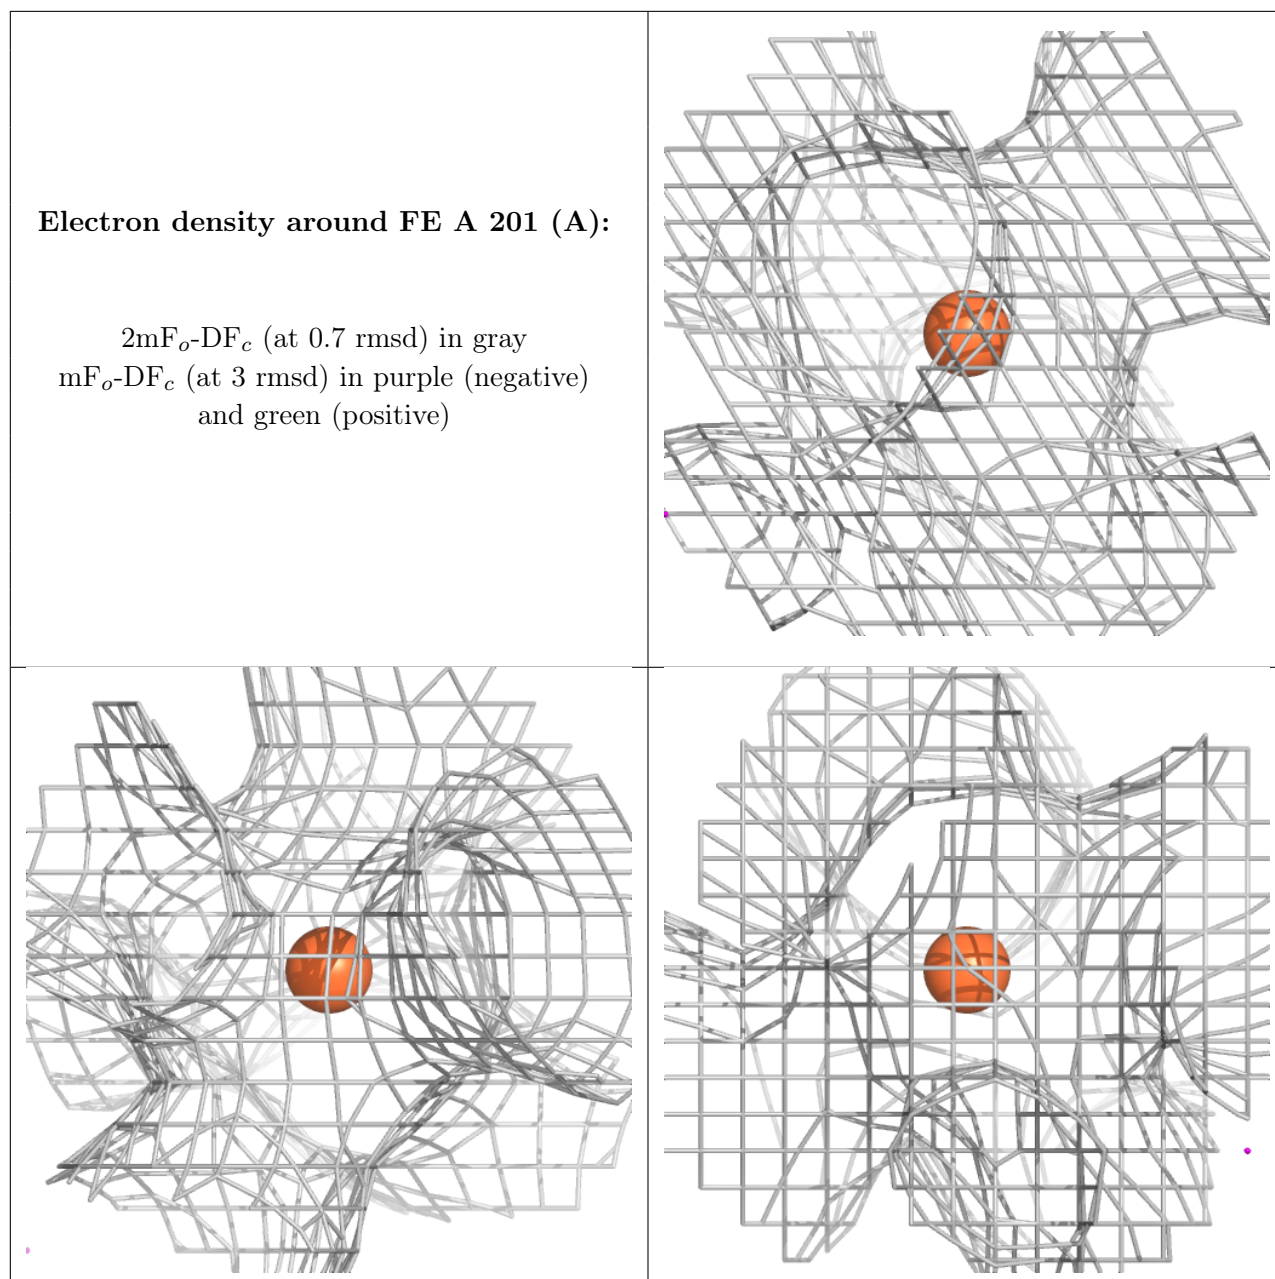 Electron density around FE A 201 (A):
2mFₒ-DF𝒸 (at 0.7 rmsd) in gray
mFₒ-DF𝒸 (at 3 rmsd) in purple (negative)
and green (positive)